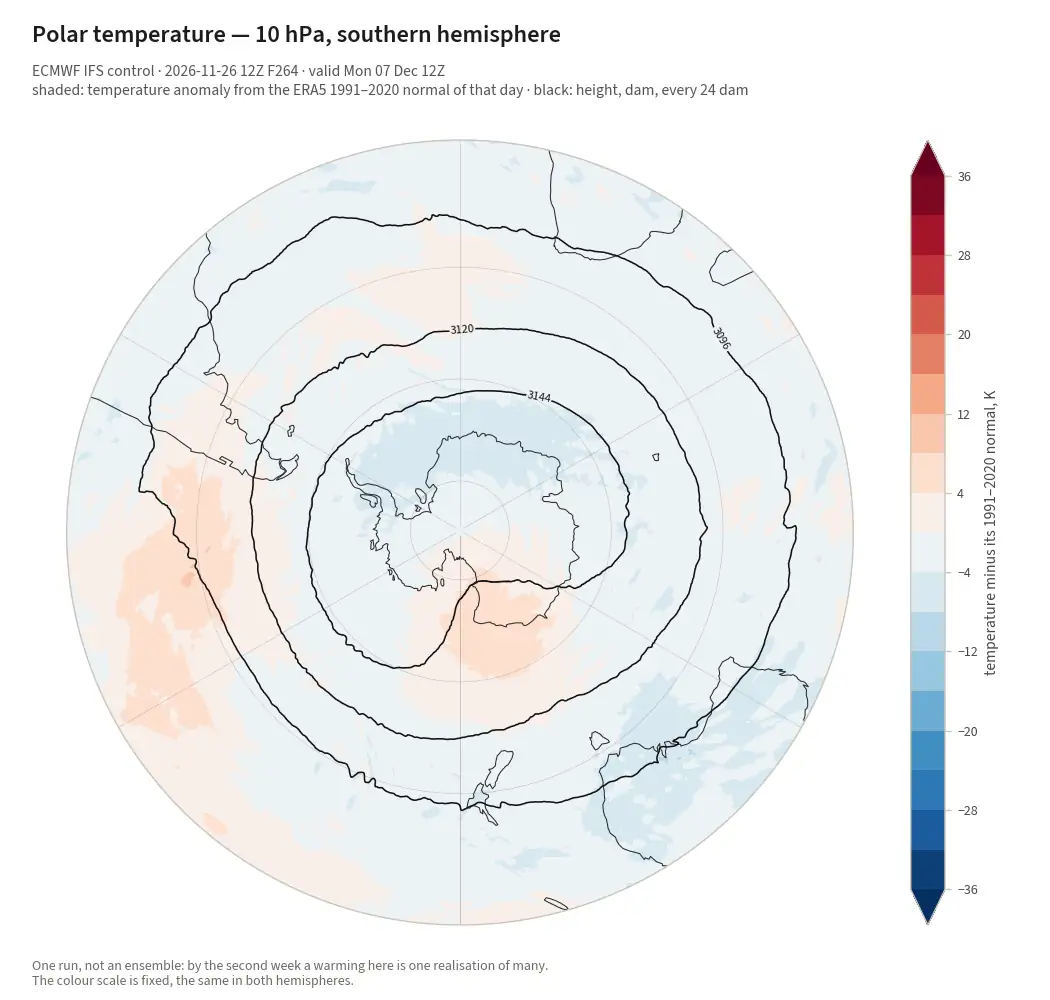 Polar temperature — 10 hPa, southern hemisphere
ECMWF IFS control · 2026-11-26 12Z F264 · valid Mon 07 Dec 12Z
shaded: temperature anomaly from the ERA5 1991–2020 normal of that day · black: height, dam, every 24 dam
36
28
20
12
4
−4
−12
−20
−28
−36
temperature minus its 1991–2020 normal, K
3120
3096
3144
One run, not an ensemble: by the second week a warming here is one realisation of many.
The colour scale is fixed, the same in both hemispheres.